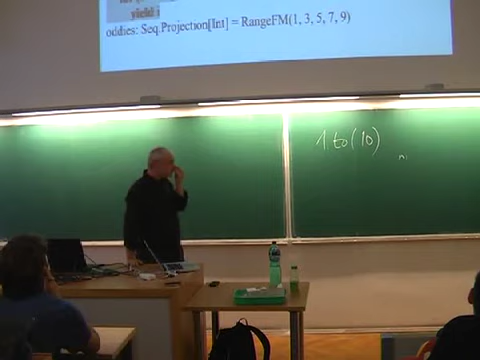 yield i
oddies: Seq.Projection[Int] = RangeFM(1, 3, 5, 7, 9)
1 to (10)